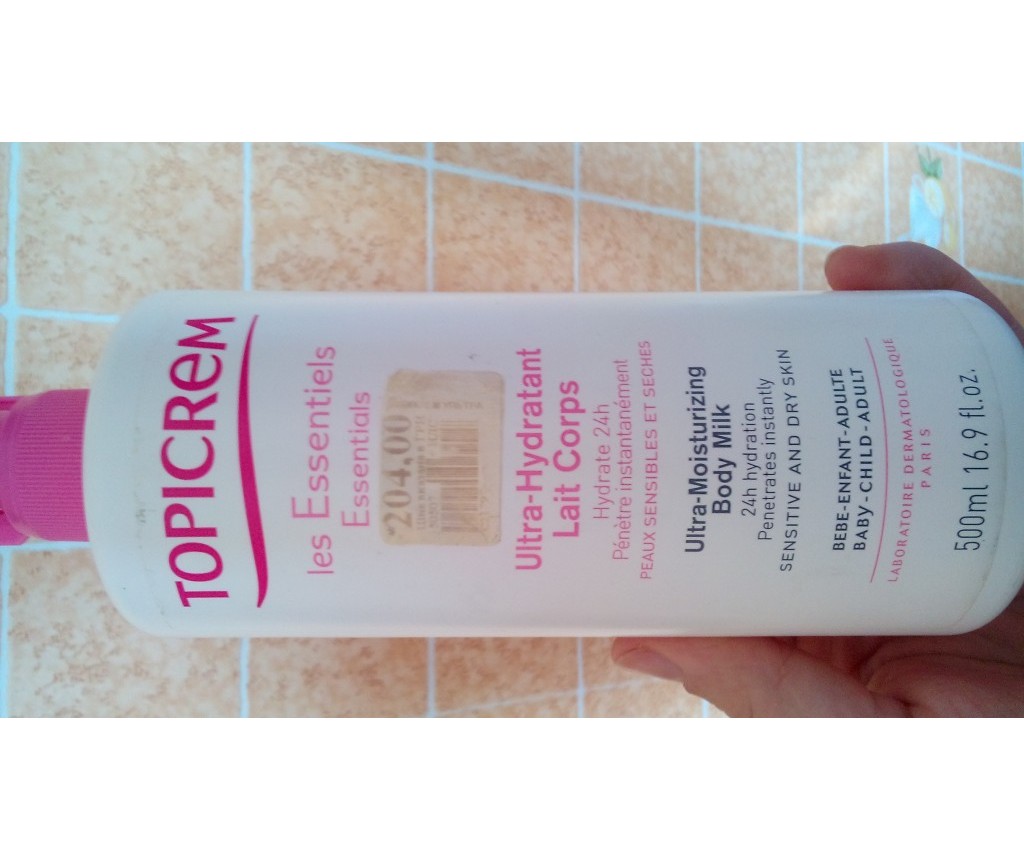 TOPICREM
les Essentiels
Essentials
204,00
Ultra-Hydratant
Lait Corps
Hydrate 24h
Pénètre instantanément
PEAUX SENSIBLES ET SECHES
Ultra-Moisturizing
Body Milk
24h hydration
Penetrates instantly
SENSITIVE AND DRY SKIN
BEBE-ENFANT-ADULTE
BABY-CHILD-ADULT
LABORATOIRE DERMATOLOGIQUE
PARIS
500ml 16.9 fl.oz.